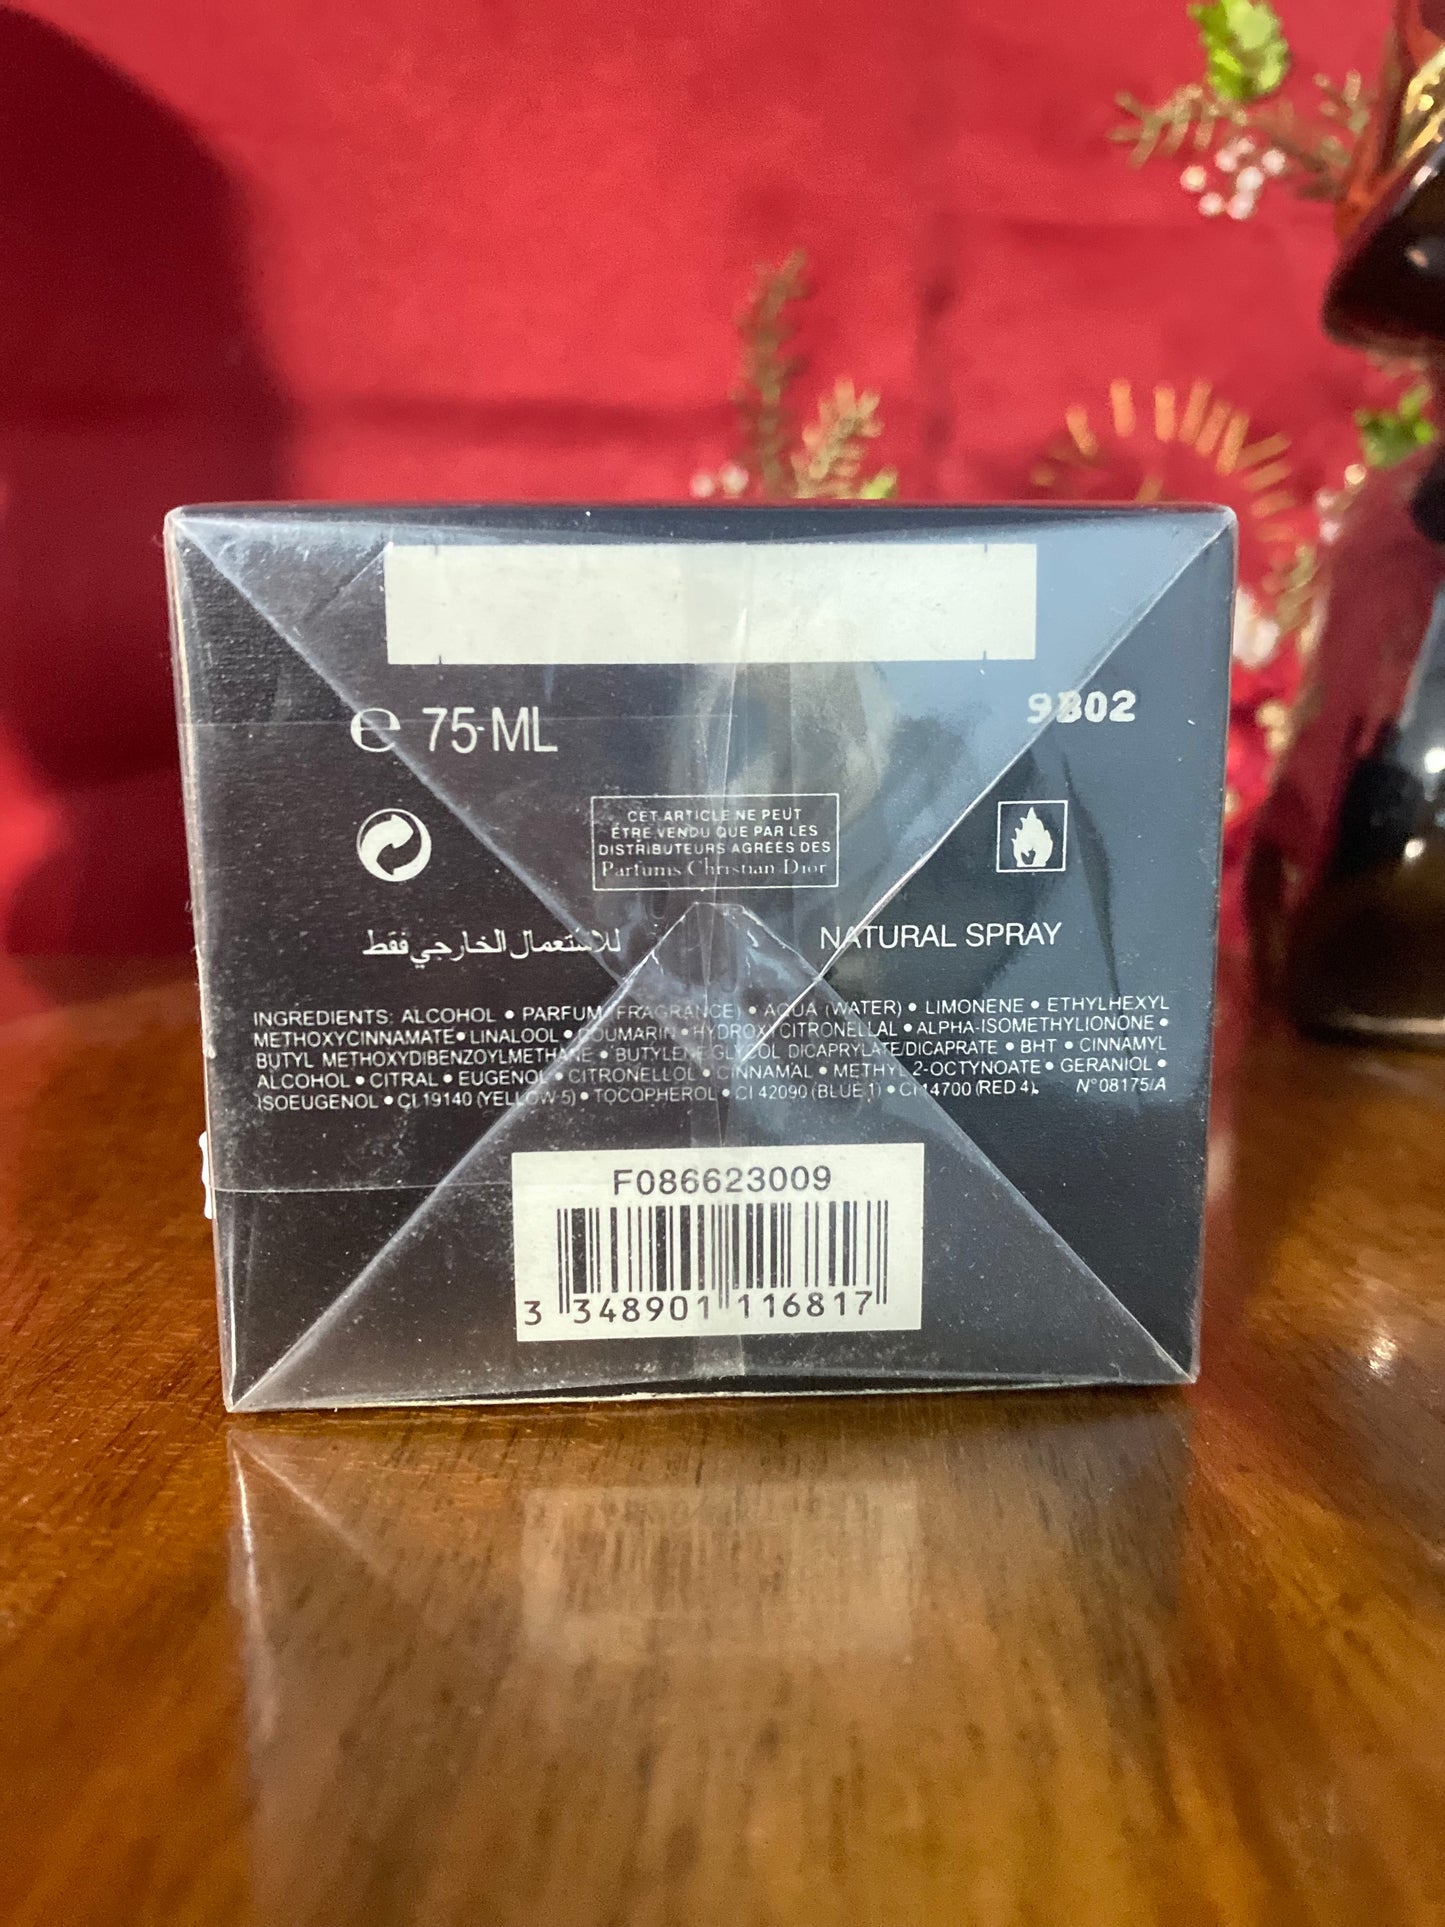 9B02
℮ 75-ML
CET ARTICLE NE PEUT
ÊTRE VENDU QUE PAR LES
DISTRIBUTEURS AGRÉÉS DES
Parfums Christian Dior
للاستعمال الخارجي فقط
NATURAL SPRAY
INGREDIENTS: ALCOHOL • PARFUM (FRAGRANCE) • AQUA (WATER) • LIMONENE • ETHYLHEXYL
METHOXYCINNAMATE • LINALOOL • COUMARIN • HYDROXYCITRONELLAL • ALPHA-ISOMETHYLIONONE •
BUTYL METHOXYDIBENZOYLMETHANE • BUTYLENE GLYCOL DICAPRYLATE/DICAPRATE • BHT • CINNAMYL
ALCOHOL • CITRAL • EUGENOL • CITRONELLOL • CINNAMAL • METHYL 2-OCTYNOATE • GERANIOL •
ISOEUGENOL • CI 19140 (YELLOW 5) • TOCOPHEROL • CI 42090 (BLUE 1) • CI 14700 (RED 4). N° 08175/A
F086623009
3 348901 116817